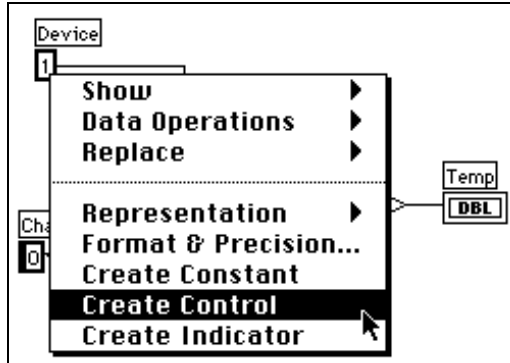 Device
1
Show
Data Operations
Replace
Temp
DBL
Representation
Format & Precision...
Create Constant
Create Control
Create Indicator
0